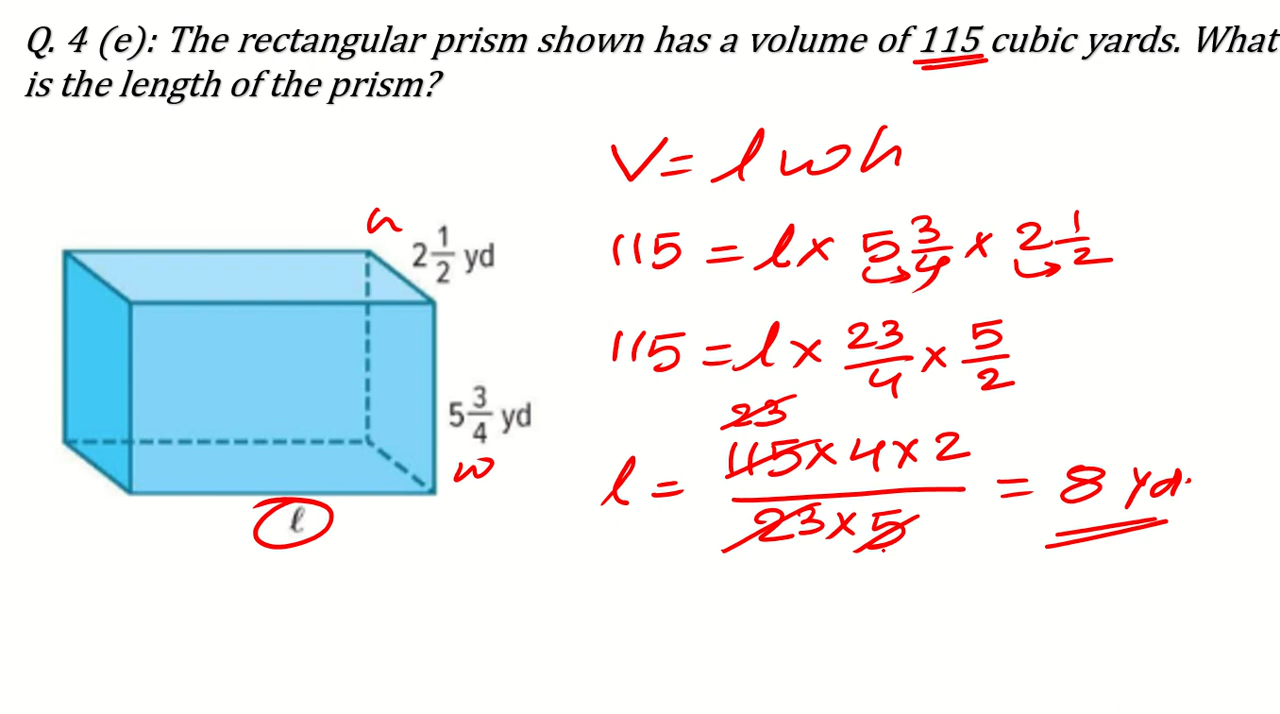 Q. 4 (e): The rectangular prism shown has a volume of 115 cubic yards. What
is the length of the prism?
V = l w h
h
2 1/2 yd
115 = l × 5 3/4 × 2 1/2
115 = l × 23/4 × 5/2
5 3/4 yd
w
23
l = 115 × 4 × 2 / 23 × 5 = 8 yd.
ℓ